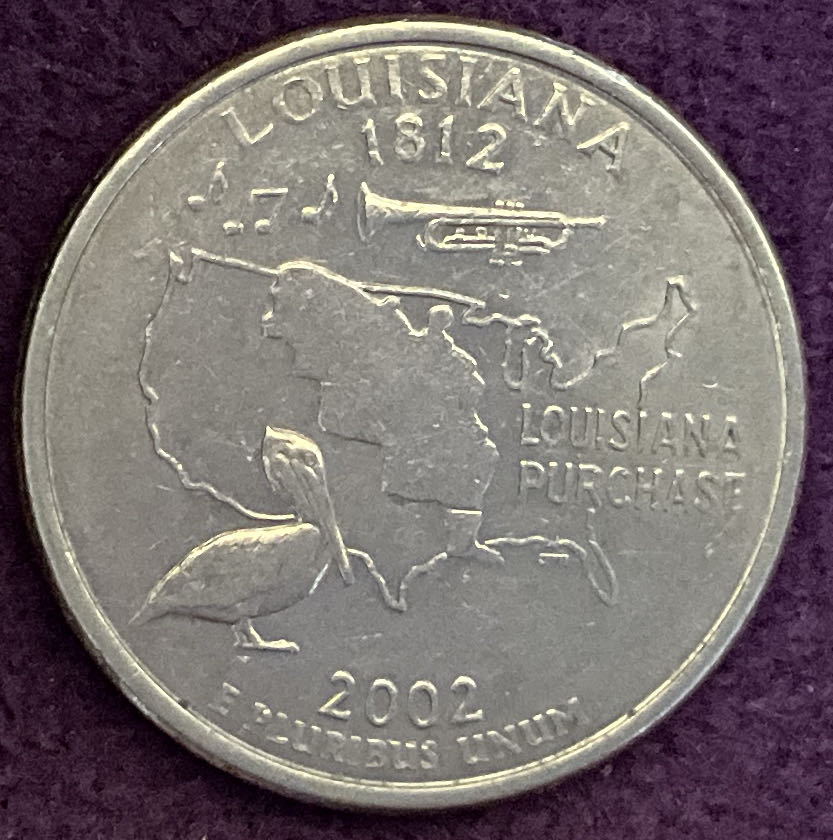 LOUISIANA
1812
LOUISIANA
PURCHASE
2002
E PLURIBUS UNUM